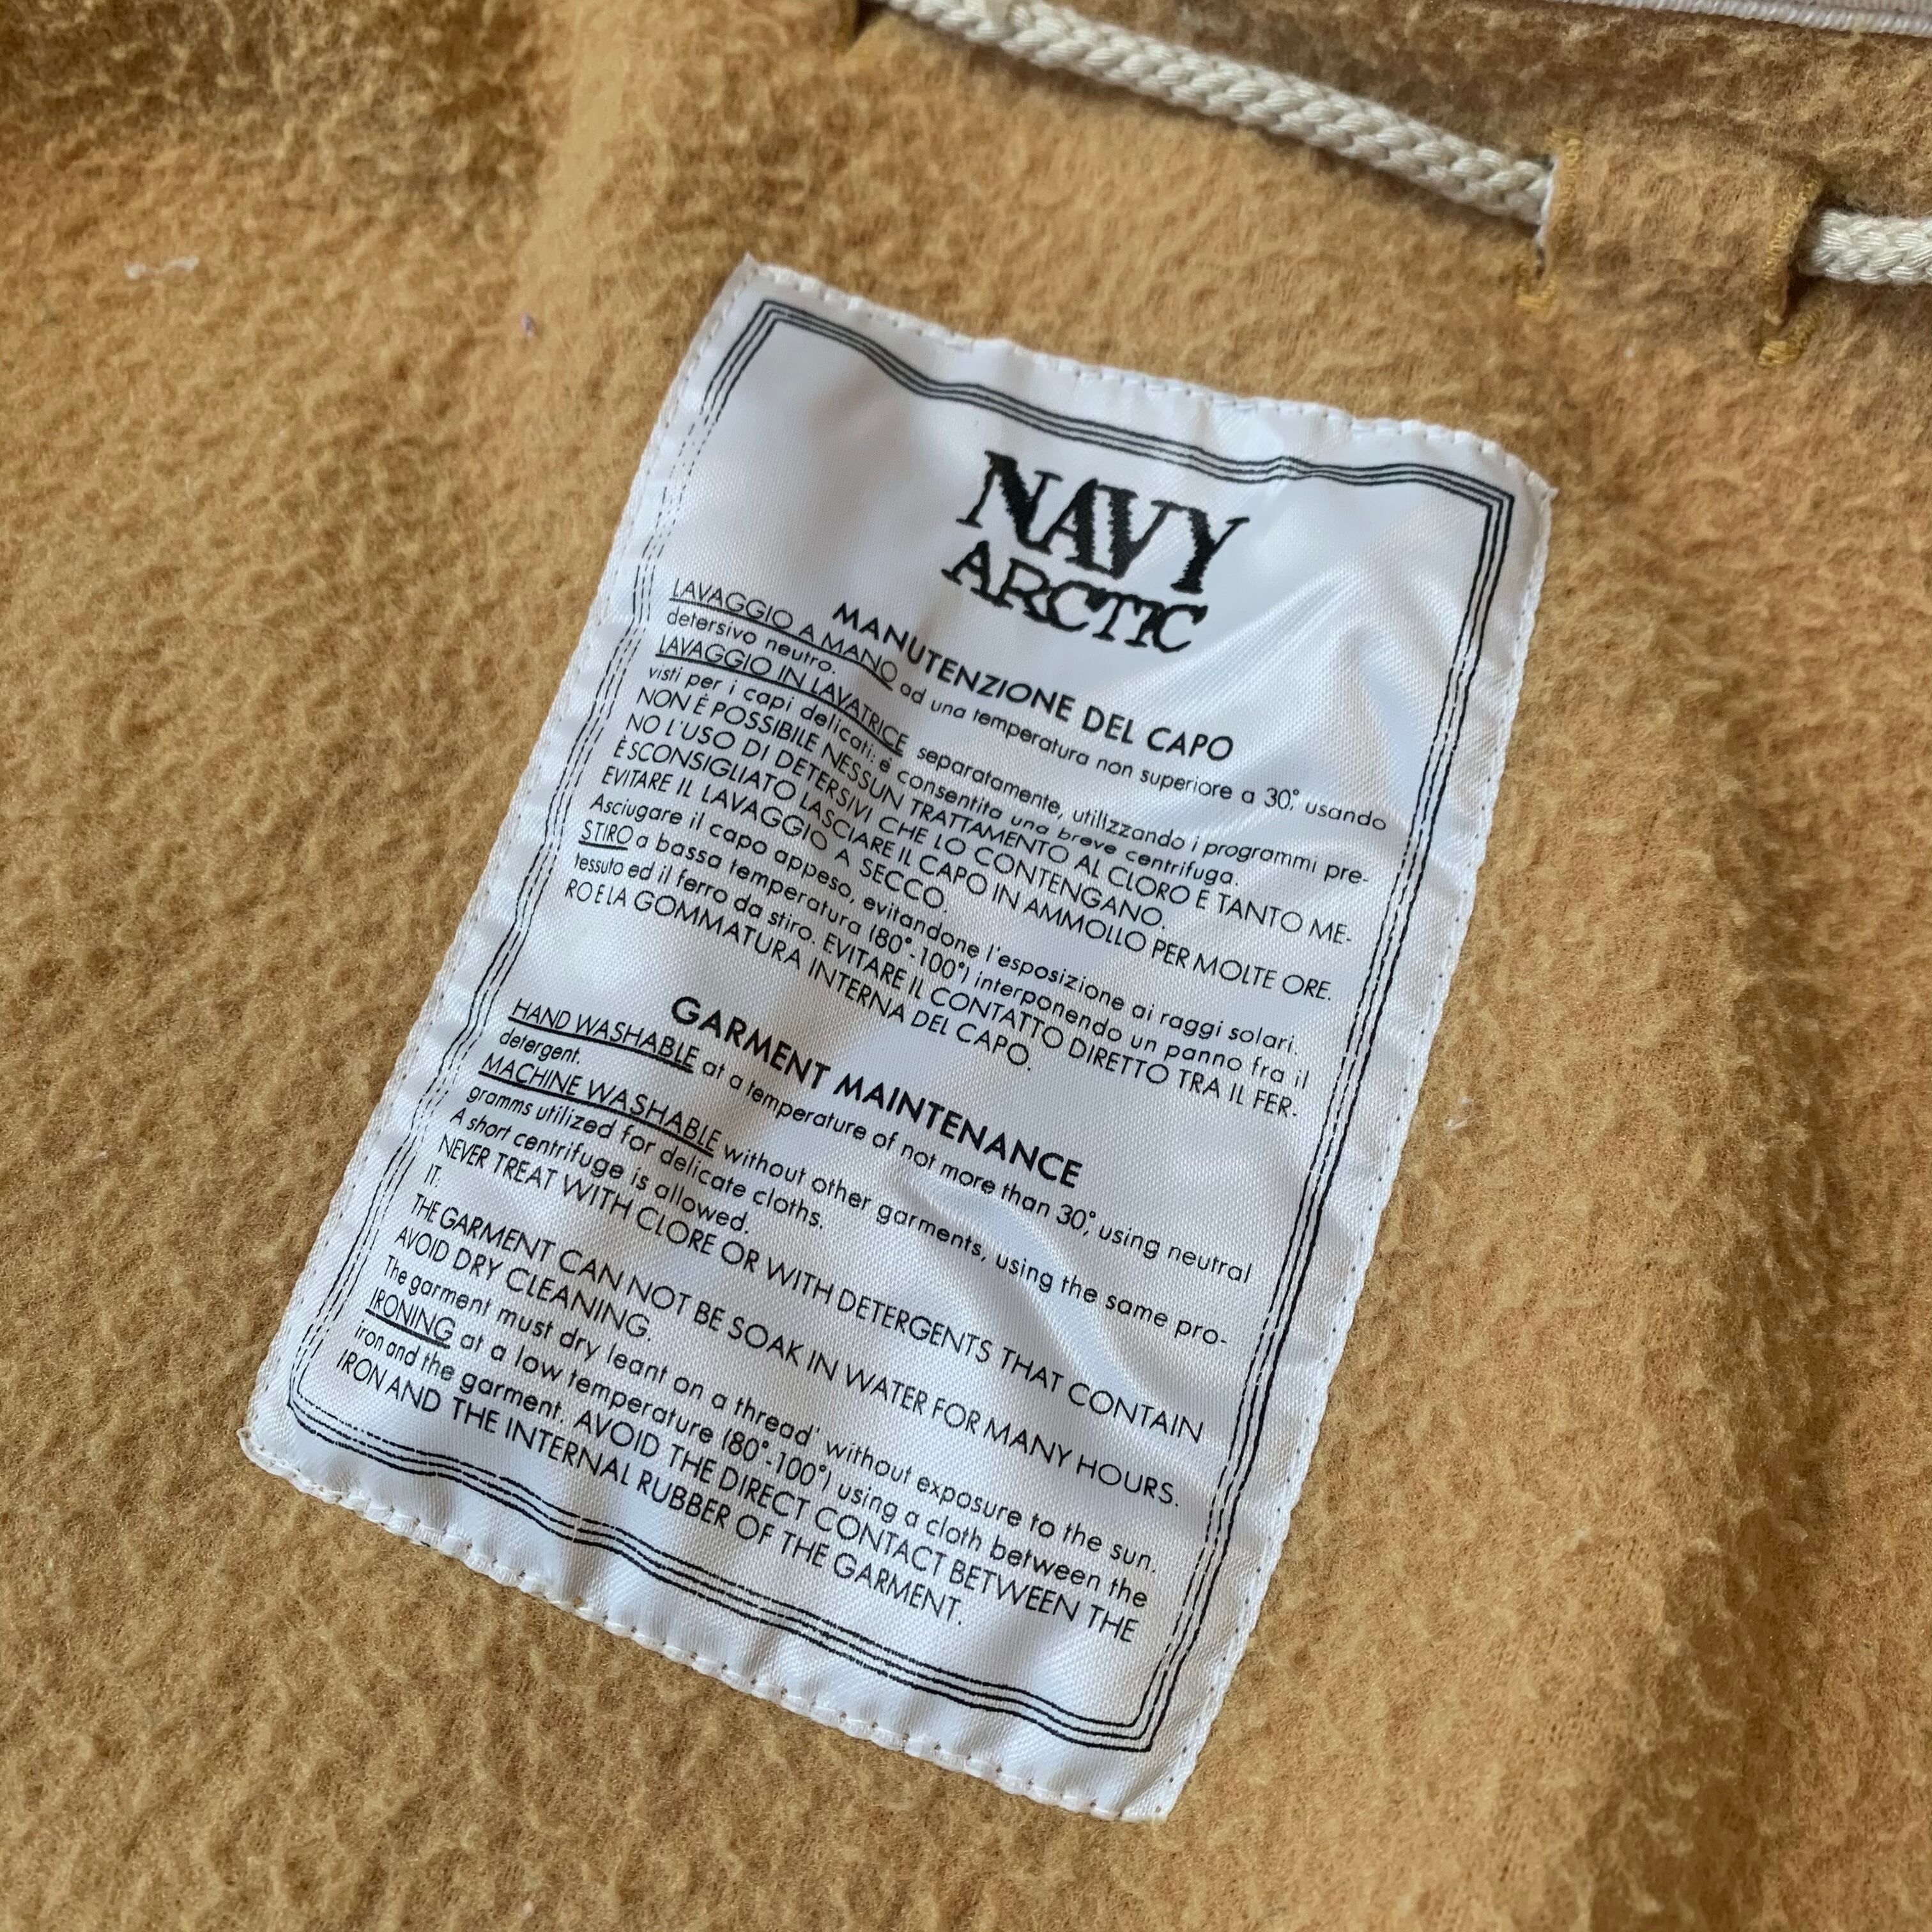 NAVY
ARCTIC
MANUTENZIONE DEL CAPO
LAVAGGIO A MANO ad una temperatura non superiore a 30°, usando
detersivo neutro.
LAVAGGIO IN LAVATRICE separatamente, utilizzando i programmi pre-
visti per i capi delicati: é consentita una breve centrifuga.
NON È POSSIBILE NESSUN TRATTAMENTO AL CLORO E TANTO ME-
NO L'USO DI DETERSIVI CHE LO CONTENGANO.
È SCONSIGLIATO LASCIARE IL CAPO IN AMMOLLO PER MOLTE ORE.
EVITARE IL LAVAGGIO A SECCO.
Asciugare il capo appeso, evitandone l'esposizione ai raggi solari.
STIRO a bassa temperatura (80°-100°) interponendo un panno fra il
tessuto ed il ferro da stiro. EVITARE IL CONTATTO DIRETTO TRA IL FER-
RO E LA GOMMATURA INTERNA DEL CAPO.
GARMENT MAINTENANCE
HAND WASHABLE at a temperature of not more than 30°, using neutral
detergent.
MACHINE WASHABLE without other garments, using the same pro-
gramms utilized for delicate cloths.
A short centrifuge is allowed.
NEVER TREAT WITH CLORE OR WITH DETERGENTS THAT CONTAIN
IT.
THE GARMENT CAN NOT BE SOAK IN WATER FOR MANY HOURS.
AVOID DRY CLEANING.
The garment must dry leant on a thread' without exposure to the sun.
IRONING at a low temperature (80°-100°) using a cloth between the
iron and the garment. AVOID THE DIRECT CONTACT BETWEEN THE
IRON AND THE INTERNAL RUBBER OF THE GARMENT.